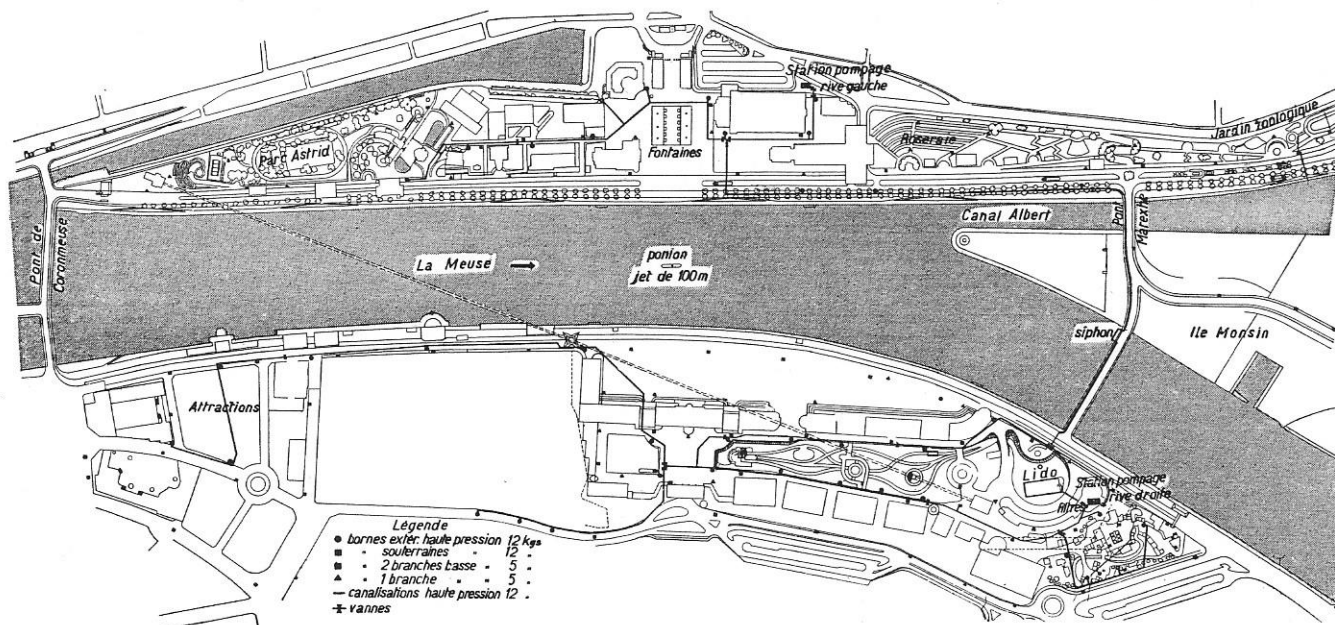 Station pompage
rive gauche
Jardin Zoologique
Roseraie
Parc Astrid
Fontaines
Canal Albert
Pont
Marexhe
Pont de
Coronmeuse
La Meuse
ponton
jet de 100m
siphon
Ile Monsin
Attractions
Lido
Station pompage
rive droite
filtres
Légende
bornes extér. haute pression 12 kgs
" souterraines " 12 "
" 2 branches basse " 5 "
" 1 branche " " 5 "
canalisations haute pression 12 "
vannes